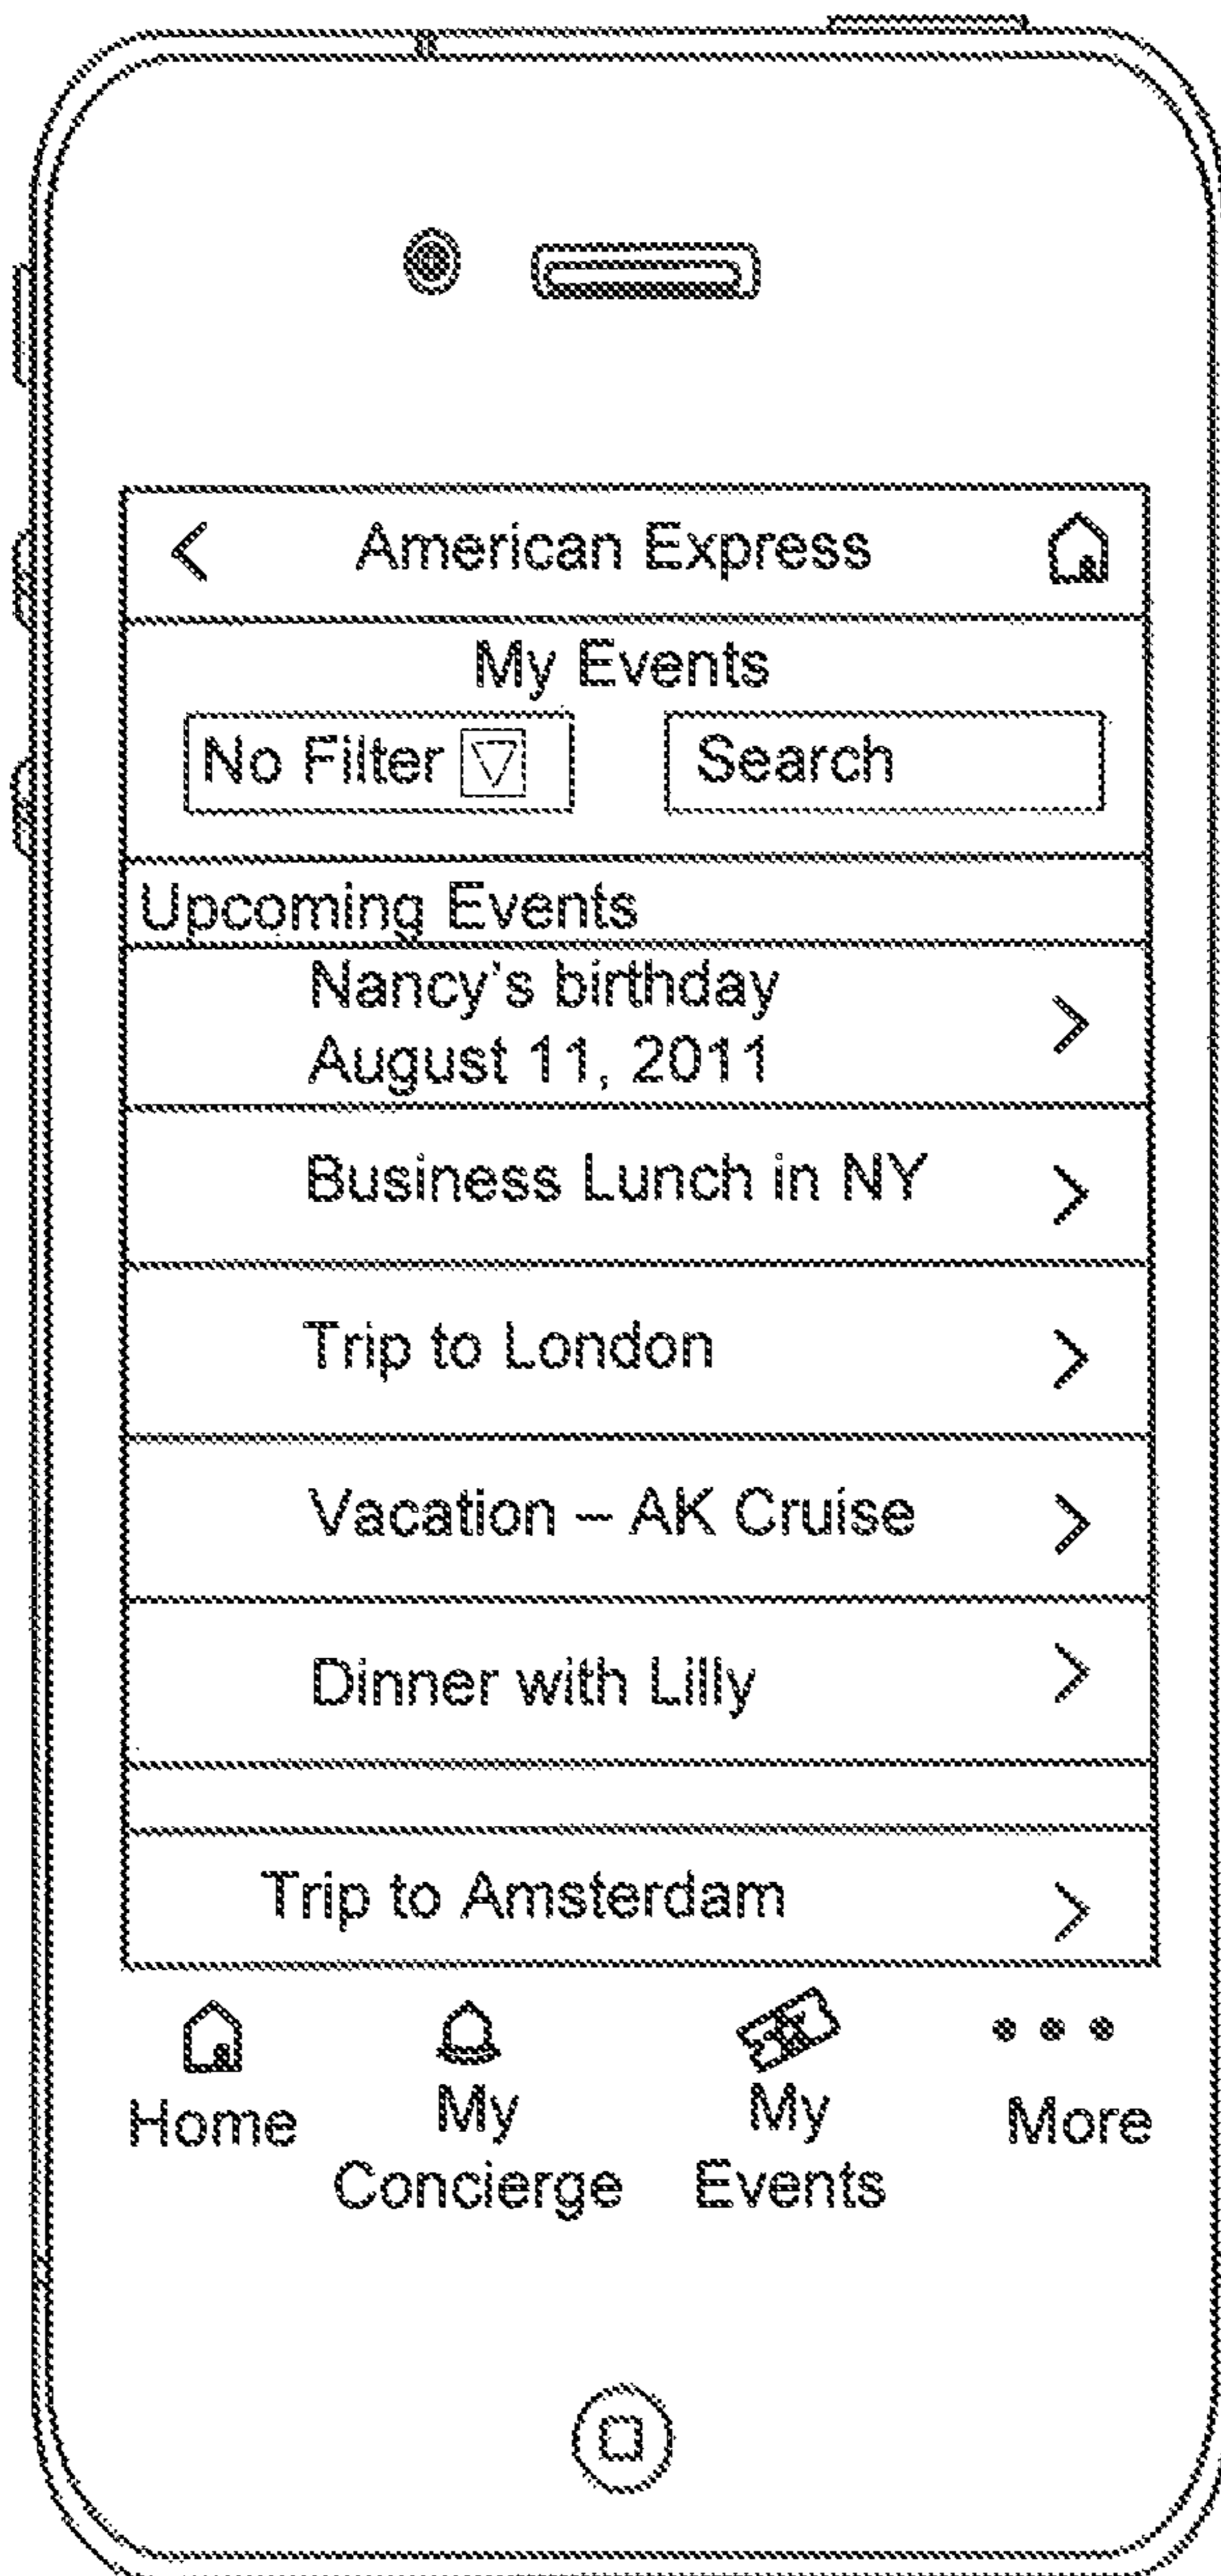 American Express
My Events
No Filter
Search
Upcoming Events
Nancy's birthday
August 11, 2011
Business Lunch in NY
Trip to London
Vacation – AK Cruise
Dinner with Lilly
Trip to Amsterdam
Home
My
Concierge
My
Events
More